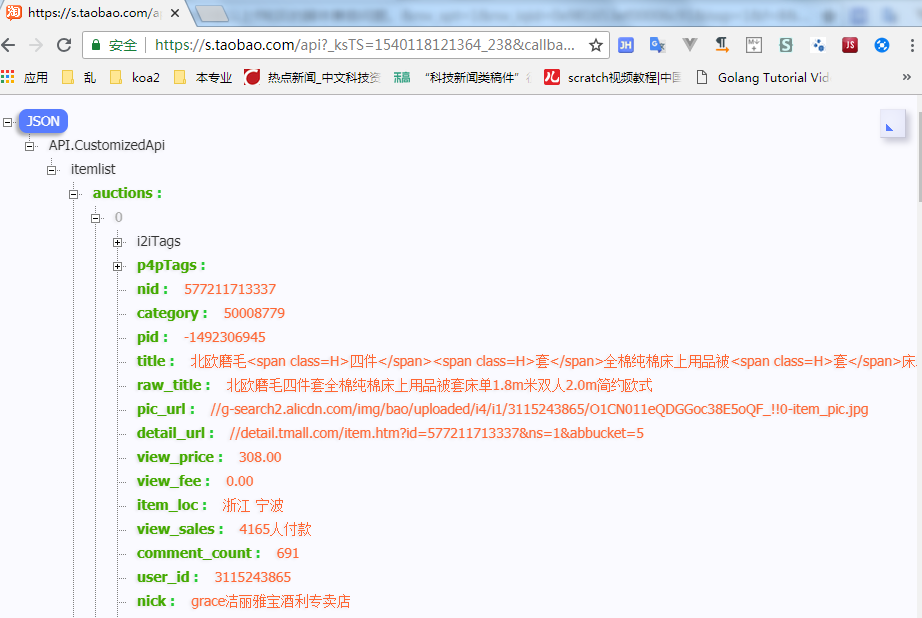 https://s.taobao.com/ap
安全 https://s.taobao.com/api?_ksTS=1540118121364_238&callba...
应用 乱 koa2 本专业 热点新闻_中文科技资 “科技新闻类稿件” scratch视频教程|中国 Golang Tutorial Vid
JSON
API.CustomizedApi
itemlist
auctions :
0
i2iTags
p4pTags :
nid : 577211713337
category : 50008779
pid : -1492306945
title : 北欧磨毛<span class=H>四件</span><span class=H>套</span>全棉纯棉床上用品被<span class=H>套</span>床
raw_title : 北欧磨毛四件套全棉纯棉床上用品被套床单1.8m米双人2.0m简约欧式
pic_url : //g-search2.alicdn.com/img/bao/uploaded/i4/i1/3115243865/O1CN011eQDGGoc38E5oQF_!!0-item_pic.jpg
detail_url : //detail.tmall.com/item.htm?id=577211713337&ns=1&abbucket=5
view_price : 308.00
view_fee : 0.00
item_loc : 浙江 宁波
view_sales : 4165人付款
comment_count : 691
user_id : 3115243865
nick : grace洁丽雅宝酒利专卖店